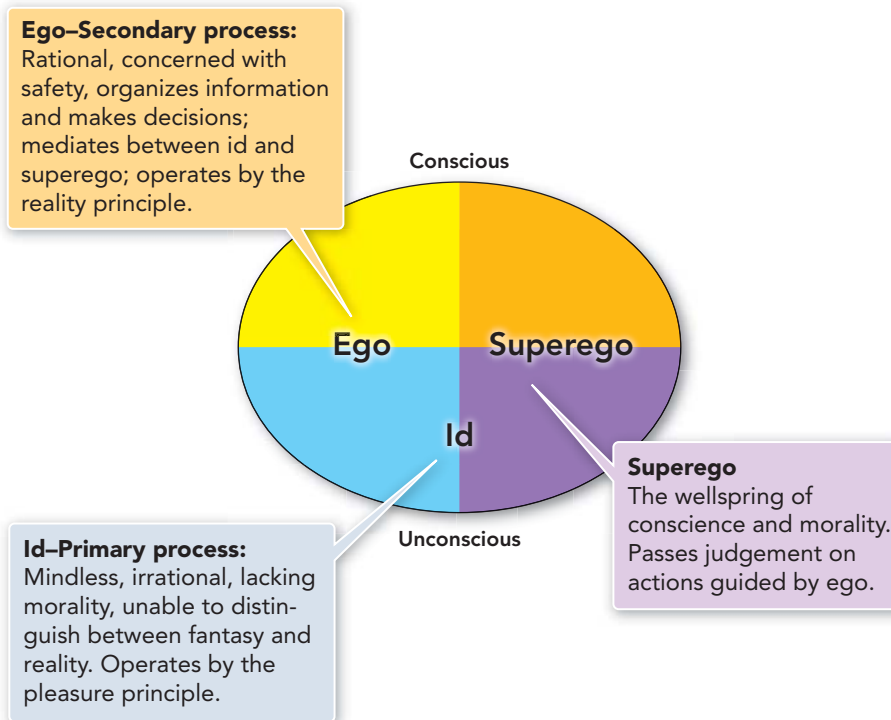 Ego–Secondary process:
Rational, concerned with
safety, organizes information
and makes decisions;
mediates between id and
superego; operates by the
reality principle.
Conscious
Ego
Superego
Id
Unconscious
Superego
The wellspring of
conscience and morality.
Passes judgement on
actions guided by ego.
Id–Primary process:
Mindless, irrational, lacking
morality, unable to distin-
guish between fantasy and
reality. Operates by the
pleasure principle.